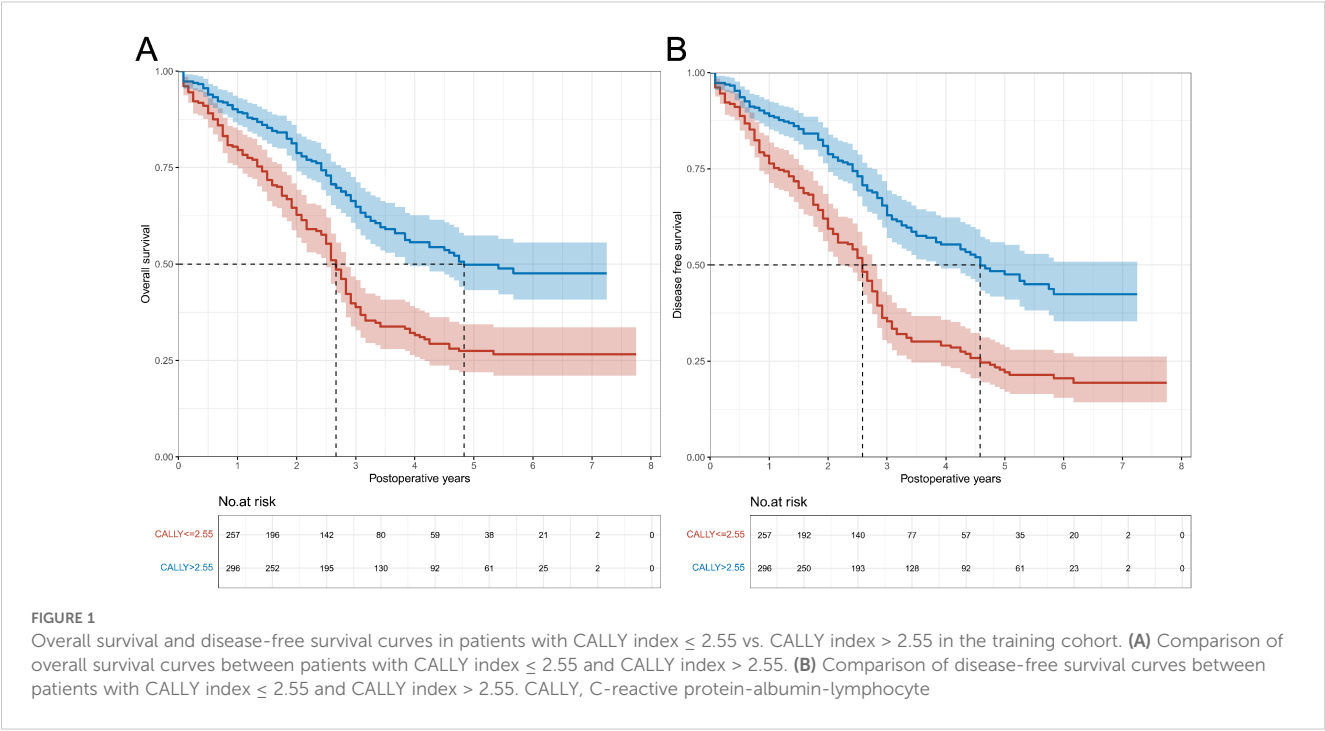 A
1.00
0.75
0.50
0.25
0.00
Overall survival
0 1 2 3 4 5 6 7 8
Postoperative years
No.at risk
CALLY<=2.55 257 196 142 80 59 38 21 2 0
CALLY>2.55 296 252 195 130 92 61 25 2 0
B
1.00
0.75
0.50
0.25
0.00
Disease free survival
0 1 2 3 4 5 6 7 8
Postoperative years
No.at risk
CALLY<=2.55 257 192 140 77 57 35 20 2 0
CALLY>2.55 296 250 193 128 92 61 23 2 0
FIGURE 1
Overall survival and disease-free survival curves in patients with CALLY index ≤ 2.55 vs. CALLY index > 2.55 in the training cohort. (A) Comparison of
overall survival curves between patients with CALLY index ≤ 2.55 and CALLY index > 2.55. (B) Comparison of disease-free survival curves between
patients with CALLY index ≤ 2.55 and CALLY index > 2.55. CALLY, C-reactive protein-albumin-lymphocyte